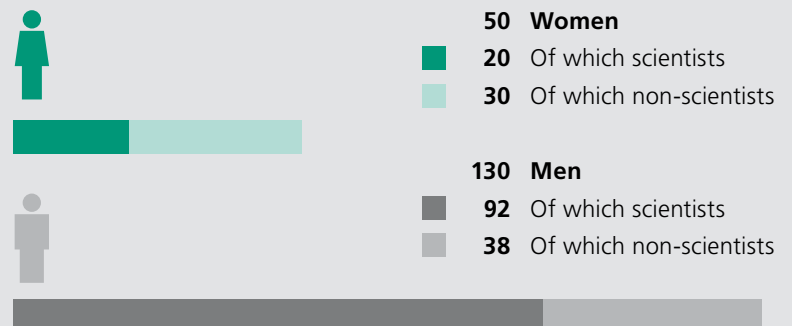 50 Women
20 Of which scientists
30 Of which non-scientists
130 Men
92 Of which scientists
38 Of which non-scientists